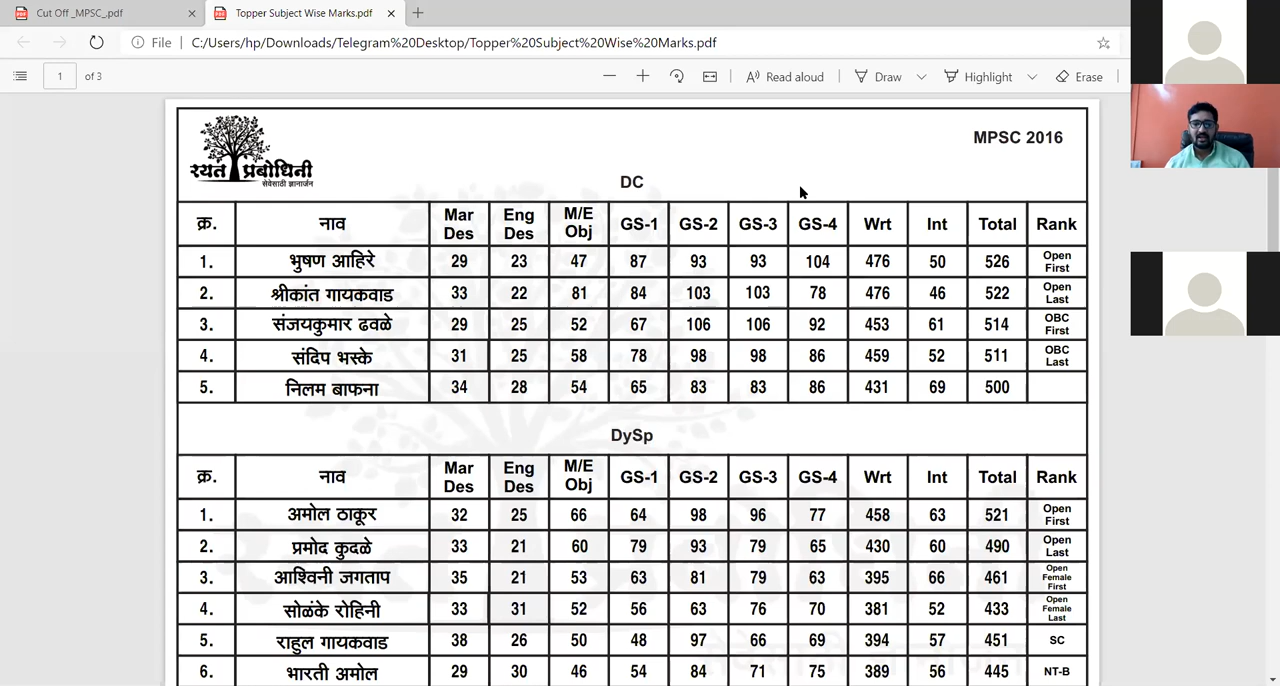 Cut Off _MPSC_.pdf
Topper Subject Wise Marks.pdf
File C:/Users/hp/Downloads/Telegram%20Desktop/Topper%20Subject%20Wise%20Marks.pdf
1 of 3 Read aloud Draw Highlight Erase
रयत प्रबोधिनी
सेवेसाठी ज्ञानार्जन
MPSC 2016
DC
क्र. नाव Mar Des Eng Des M/E Obj GS-1 GS-2 GS-3 GS-4 Wrt Int Total Rank
1. भुषण आहिरे 29 23 47 87 93 93 104 476 50 526 Open First
2. श्रीकांत गायकवाड 33 22 81 84 103 103 78 476 46 522 Open Last
3. संजयकुमार ढवळे 29 25 52 67 106 106 92 453 61 514 OBC First
4. संदिप भस्के 31 25 58 78 98 98 86 459 52 511 OBC Last
5. निलम बाफना 34 28 54 65 83 83 86 431 69 500
DySp
क्र. नाव Mar Des Eng Des M/E Obj GS-1 GS-2 GS-3 GS-4 Wrt Int Total Rank
1. अमोल ठाकूर 32 25 66 64 98 96 77 458 63 521 Open First
2. प्रमोद कुदळे 33 21 60 79 93 79 65 430 60 490 Open Last
3. आश्विनी जगताप 35 21 53 63 81 79 63 395 66 461 Open Female First
4. सोळंके रोहिनी 33 31 52 56 63 76 70 381 52 433 Open Female Last
5. राहुल गायकवाड 38 26 50 48 97 66 69 394 57 451 SC
6. भारती अमोल 29 30 46 54 84 71 75 389 56 445 NT-B